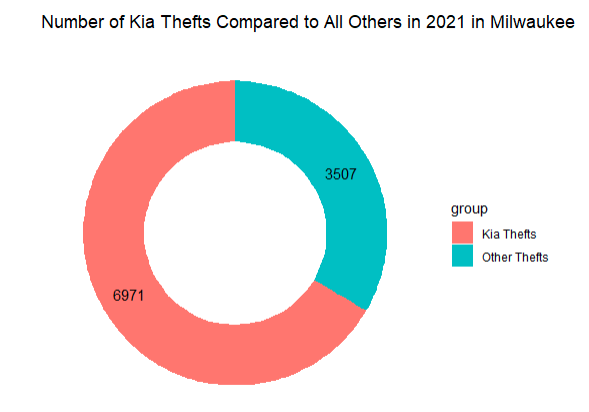 Number of Kia Thefts Compared to All Others in 2021 in Milwaukee
3507
6971
group
Kia Thefts
Other Thefts